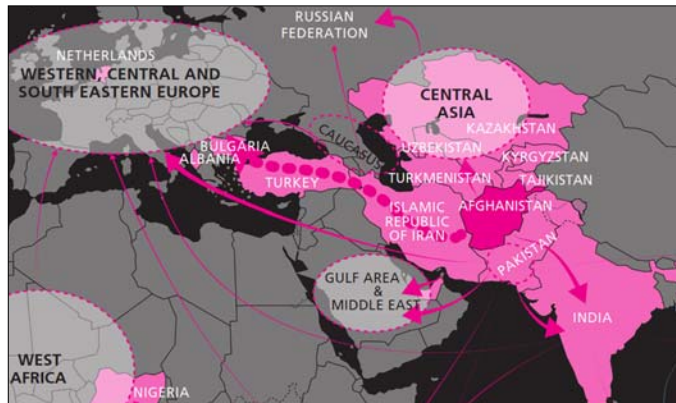 RUSSIAN
FEDERATION
NETHERLANDS
WESTERN, CENTRAL AND
SOUTH EASTERN EUROPE
CENTRAL
ASIA
KAZAKHSTAN
CAUCASUS
UZBEKISTAN
BULGARIA
ALBANIA
KYRGYZSTAN
TURKEY
TURKMENISTAN
TAJIKISTAN
ISLAMIC
REPUBLIC
OF IRAN
AFGHANISTAN
PAKISTAN
GULF AREA
&
MIDDLE EAST
INDIA
WEST
AFRICA
NIGERIA